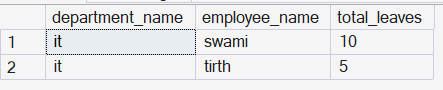 department_name employee_name total_leaves
1 it swami 10
2 it tirth 5